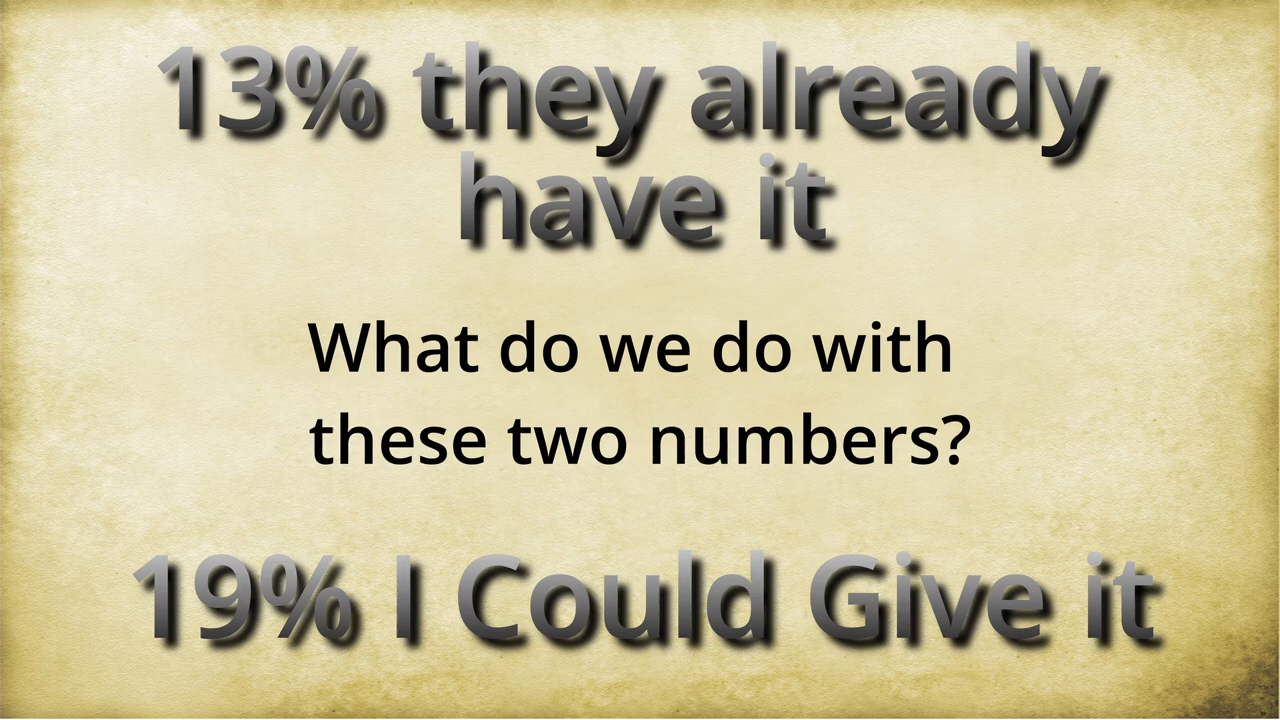 13% they already
have it
What do we do with
these two numbers?
19% I Could Give it